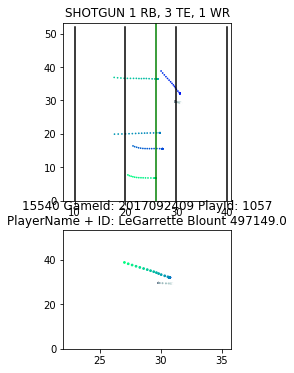 SHOTGUN 1 RB, 3 TE, 1 WR
50
40
30
20
10
0
10 20 30 40
15540 GameId: 2017092409 PlayId: 1057
PlayerName + ID: LeGarrette Blount 497149.0
40
20
0
25 30 35